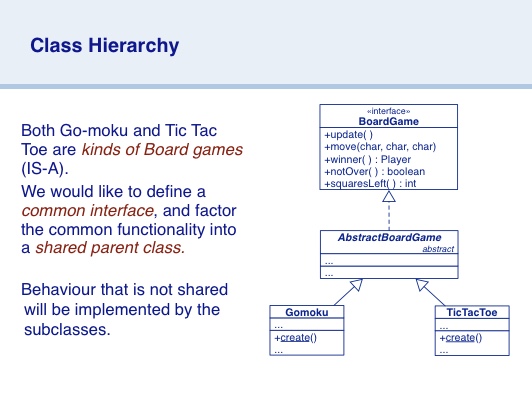 Class Hierarchy
Both Go-moku and Tic Tac
Toe are kinds of Board games
(IS-A).
We would like to define a
common interface, and factor
the common functionality into
a shared parent class.
Behaviour that is not shared
will be implemented by the
subclasses.
«interface»
BoardGame
+update( )
+move(char, char, char)
+winner( ) : Player
+notOver( ) : boolean
+squaresLeft( ) : int
AbstractBoardGame
abstract
...
...
Gomoku
...
+create()
...
TicTacToe
...
+create()
...